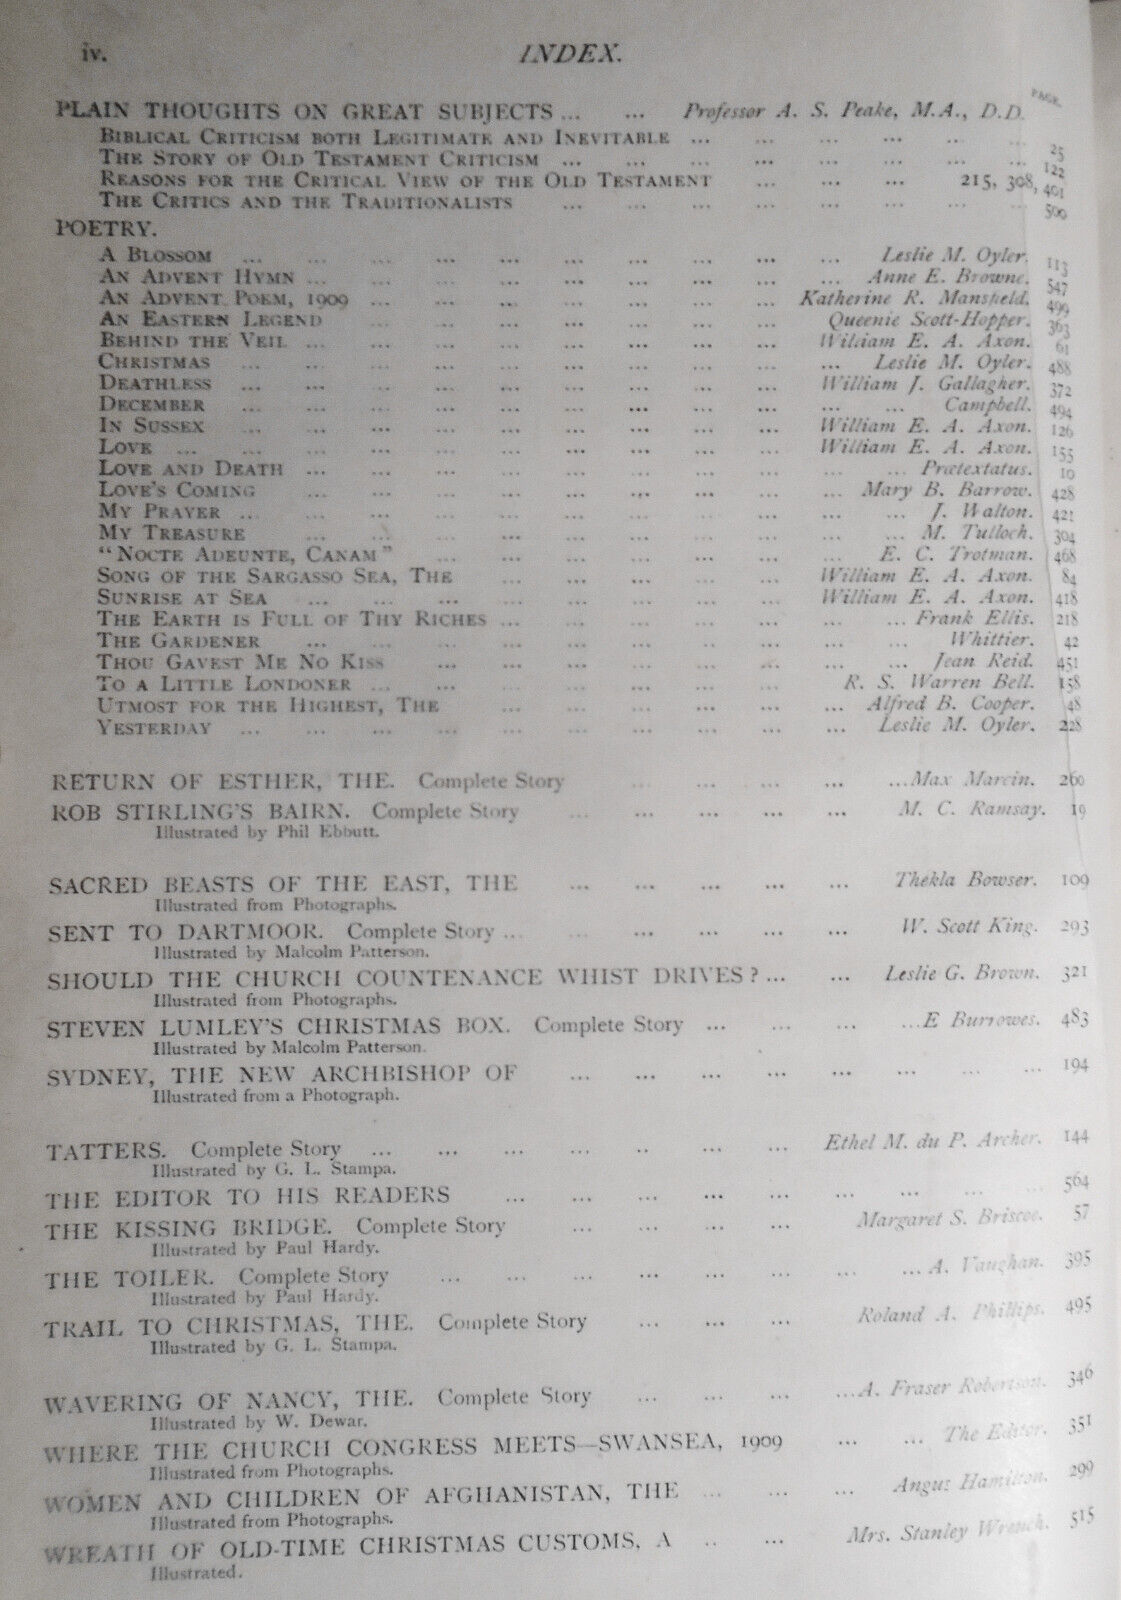 iv. INDEX.
PAGE.
PLAIN THOUGHTS ON GREAT SUBJECTS ... ... Professor A. S. Peake, M.A., D.D.
BIBLICAL CRITICISM BOTH LEGITIMATE AND INEVITABLE ... ... ... ... ... 25
THE STORY OF OLD TESTAMENT CRITICISM ... ... ... ... ... ... ... ... 122
REASONS FOR THE CRITICAL VIEW OF THE OLD TESTAMENT ... ... ... 215, 308, 401
THE CRITICS AND THE TRADITIONALISTS ... ... ... ... ... ... ... ... 500
POETRY.
A BLOSSOM ... ... ... ... ... ... ... ... ... ... Leslie M. Oyler. 113
AN ADVENT HYMN ... ... ... ... ... ... ... ... ... Anne E. Browne. 547
AN ADVENT POEM, 1909 ... ... ... ... ... ... ... Katherine R. Mansfield. 499
AN EASTERN LEGEND ... ... ... ... ... ... ... Queenie Scott-Hopper. 363
BEHIND THE VEIL ... ... ... ... ... ... ... ... William E. A. Axon. 61
CHRISTMAS ... ... ... ... ... ... ... ... ... ... Leslie M. Oyler. 488
DEATHLESS ... ... ... ... ... ... ... ... ... William J. Gallagher. 372
DECEMBER ... ... ... ... ... ... ... ... ... ... ... Campbell. 494
IN SUSSEX ... ... ... ... ... ... ... ... ... William E. A. Axon. 126
LOVE ... ... ... ... ... ... ... ... ... ... William E. A. Axon. 155
LOVE AND DEATH ... ... ... ... ... ... ... ... ... ... Prætextatus. 10
LOVE'S COMING ... ... ... ... ... ... ... ... ... Mary B. Barrow. 428
MY PRAYER ... ... ... ... ... ... ... ... ... ... ... J. Walton. 421
MY TREASURE ... ... ... ... ... ... ... ... ... ... M. Tulloch. 304
"NOCTE ADEUNTE, CANAM" ... ... ... ... ... ... ... E. C. Trotman. 468
SONG OF THE SARGASSO SEA, THE ... ... ... ... ... William E. A. Axon. 84
SUNRISE AT SEA ... ... ... ... ... ... ... ... William E. A. Axon. 418
THE EARTH IS FULL OF THY RICHES ... ... ... ... ... ... ... Frank Ellis. 218
THE GARDENER ... ... ... ... ... ... ... ... ... ... Whittier. 42
THOU GAVEST ME NO KISS ... ... ... ... ... ... ... ... Jean Reid. 451
TO A LITTLE LONDONER ... ... ... ... ... ... ... R. S. Warren Bell. 158
UTMOST FOR THE HIGHEST, THE ... ... ... ... ... ... Alfred B. Cooper. 48
YESTERDAY ... ... ... ... ... ... ... ... ... ... Leslie M. Oyler. 228
RETURN OF ESTHER, THE. Complete Story ... ... ... ... ...Max Marcin. 260
ROB STIRLING'S BAIRN. Complete Story ... ... ... ... ... M. C. Ramsay. 19
Illustrated by Phil Ebbutt.
SACRED BEASTS OF THE EAST, THE ... ... ... ... ... Thekla Bowser. 109
Illustrated from Photographs.
SENT TO DARTMOOR. Complete Story ... ... ... ... ... ... W. Scott King. 293
Illustrated by Malcolm Patterson.
SHOULD THE CHURCH COUNTENANCE WHIST DRIVES? ... ... Leslie G. Brown. 321
Illustrated from Photographs.
STEVEN LUMLEY'S CHRISTMAS BOX. Complete Story ... ... ... ...E Burrowes. 483
Illustrated by Malcolm Patterson.
SYDNEY, THE NEW ARCHBISHOP OF ... ... ... ... ... ... ... ... 194
Illustrated from a Photograph.
TATTERS. Complete Story ... ... ... ... .. ... ... Ethel M. du P. Archer. 144
Illustrated by G. L. Stampa.
THE EDITOR TO HIS READERS ... ... ... ... ... ... ... ... ... 564
THE KISSING BRIDGE. Complete Story ... ... ... ... Margaret S. Briscoe. 57
Illustrated by Paul Hardy.
THE TOILER. Complete Story ... ... ... ... ... ... ... ...A. Vaughan. 395
Illustrated by Paul Hardy.
TRAIL TO CHRISTMAS, THE. Complete Story ... ... ... Roland A. Phillips. 495
Illustrated by G. L. Stampa.
WAVERING OF NANCY, THE. Complete Story ... ... ... ...A. Fraser Robertson. 346
Illustrated by W. Dewar.
WHERE THE CHURCH CONGRESS MEETS—SWANSEA, 1909 ... ... The Editor. 351
Illustrated from Photographs.
WOMEN AND CHILDREN OF AFGHANISTAN, THE ... ... ... Angus Hamilton. 299
Illustrated from Photographs.
WREATH OF OLD-TIME CHRISTMAS CUSTOMS, A .. ... Mrs. Stanley Wrench. 515
Illustrated.